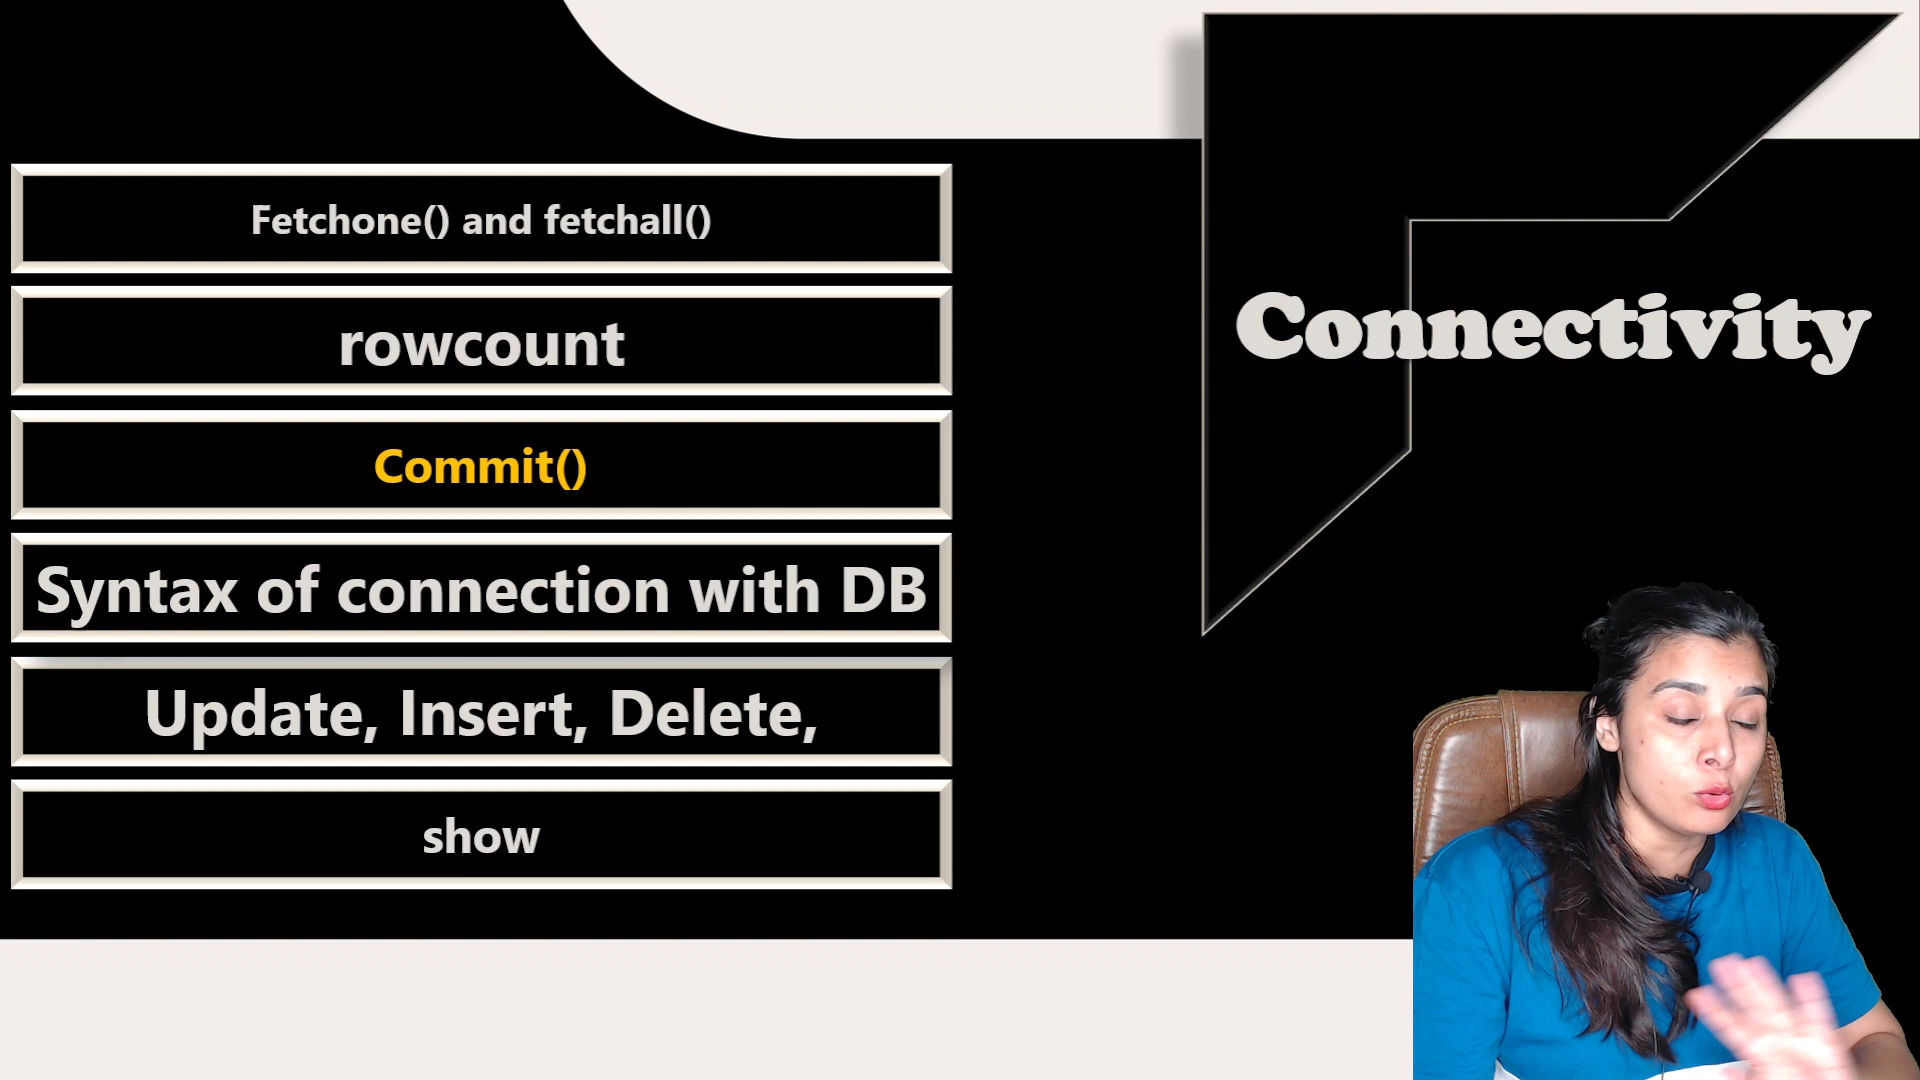 Fetchone() and fetchall()
rowcount
Commit()
Syntax of connection with DB
Update, Insert, Delete,
show
Connectivity